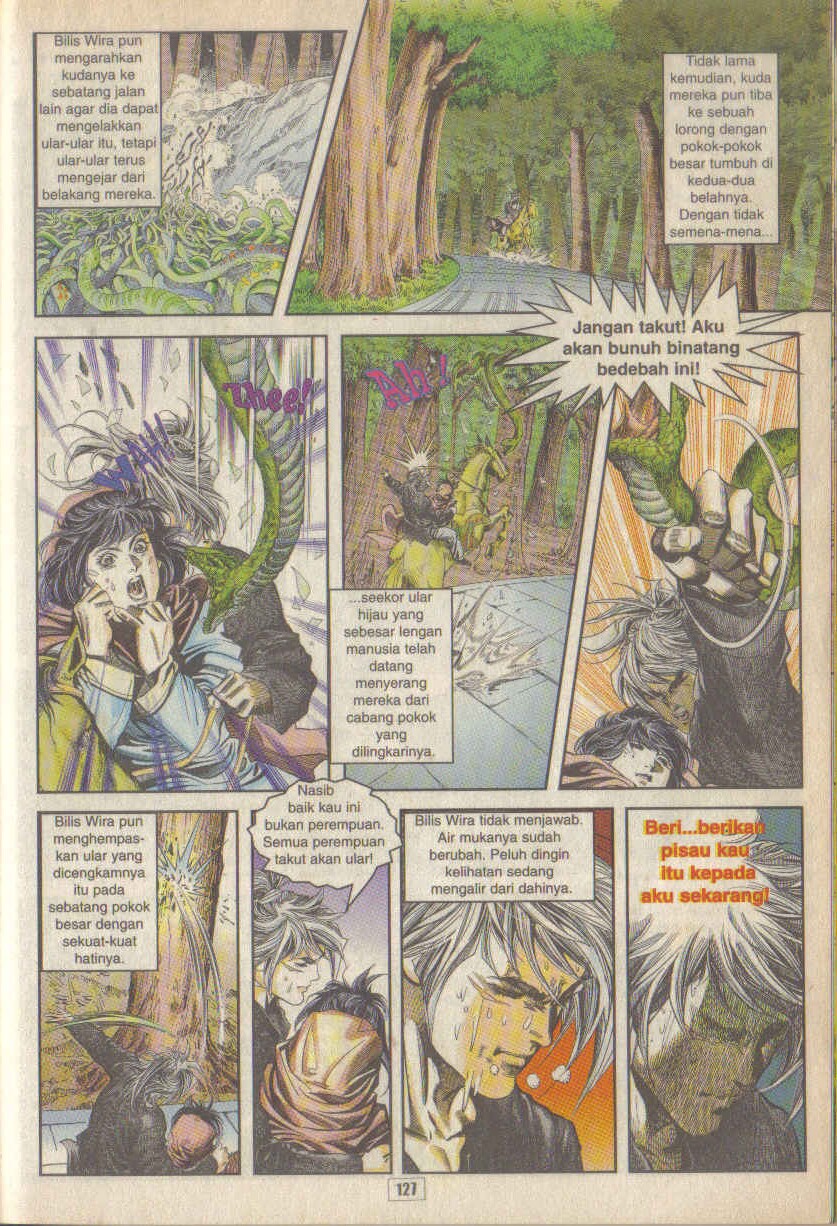 Bilis Wira pun
mengarahkan
kudanya ke
sebatang jalan
lain agar dia dapat
mengelakkan
ular-ular itu, tetapi
ular-ular terus
mengejar dari
belakang mereka.
Tidak lama
kemudian, kuda
mereka pun tiba
ke sebuah
lorong dengan
pokok-pokok
besar tumbuh di
kedua-dua
belahnya.
Dengan tidak
semena-mena...
WAH!
Thee!
Ah!
...seekor ular
hijau yang
sebesar lengan
manusia telah
datang
menyerang
mereka dari
cabang pokok
yang
dilingkarinya.
Jangan takut! Aku
akan bunuh binatang
bedebah ini!
Bilis Wira pun
menghempas-
kan ular yang
dicengkamnya
itu pada
sebatang pokok
besar dengan
sekuat-kuat
hatinya.
Nasib
baik kau ini
bukan perempuan.
Semua perempuan
takut akan ular!
Bilis Wira tidak menjawab.
Air mukanya sudah
berubah. Peluh dingin
kelihatan sedang
mengalir dari dahinya.
Beri...berikan
pisau kau
itu kepada
aku sekarang!
127